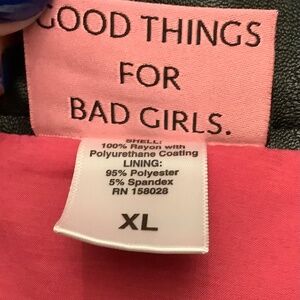 GOOD THINGS
FOR
BAD GIRLS.
SHELL:
100% Rayon with
Polyurethane Coating
LINING:
95% Polyester
5% Spandex
RN 158028
XL